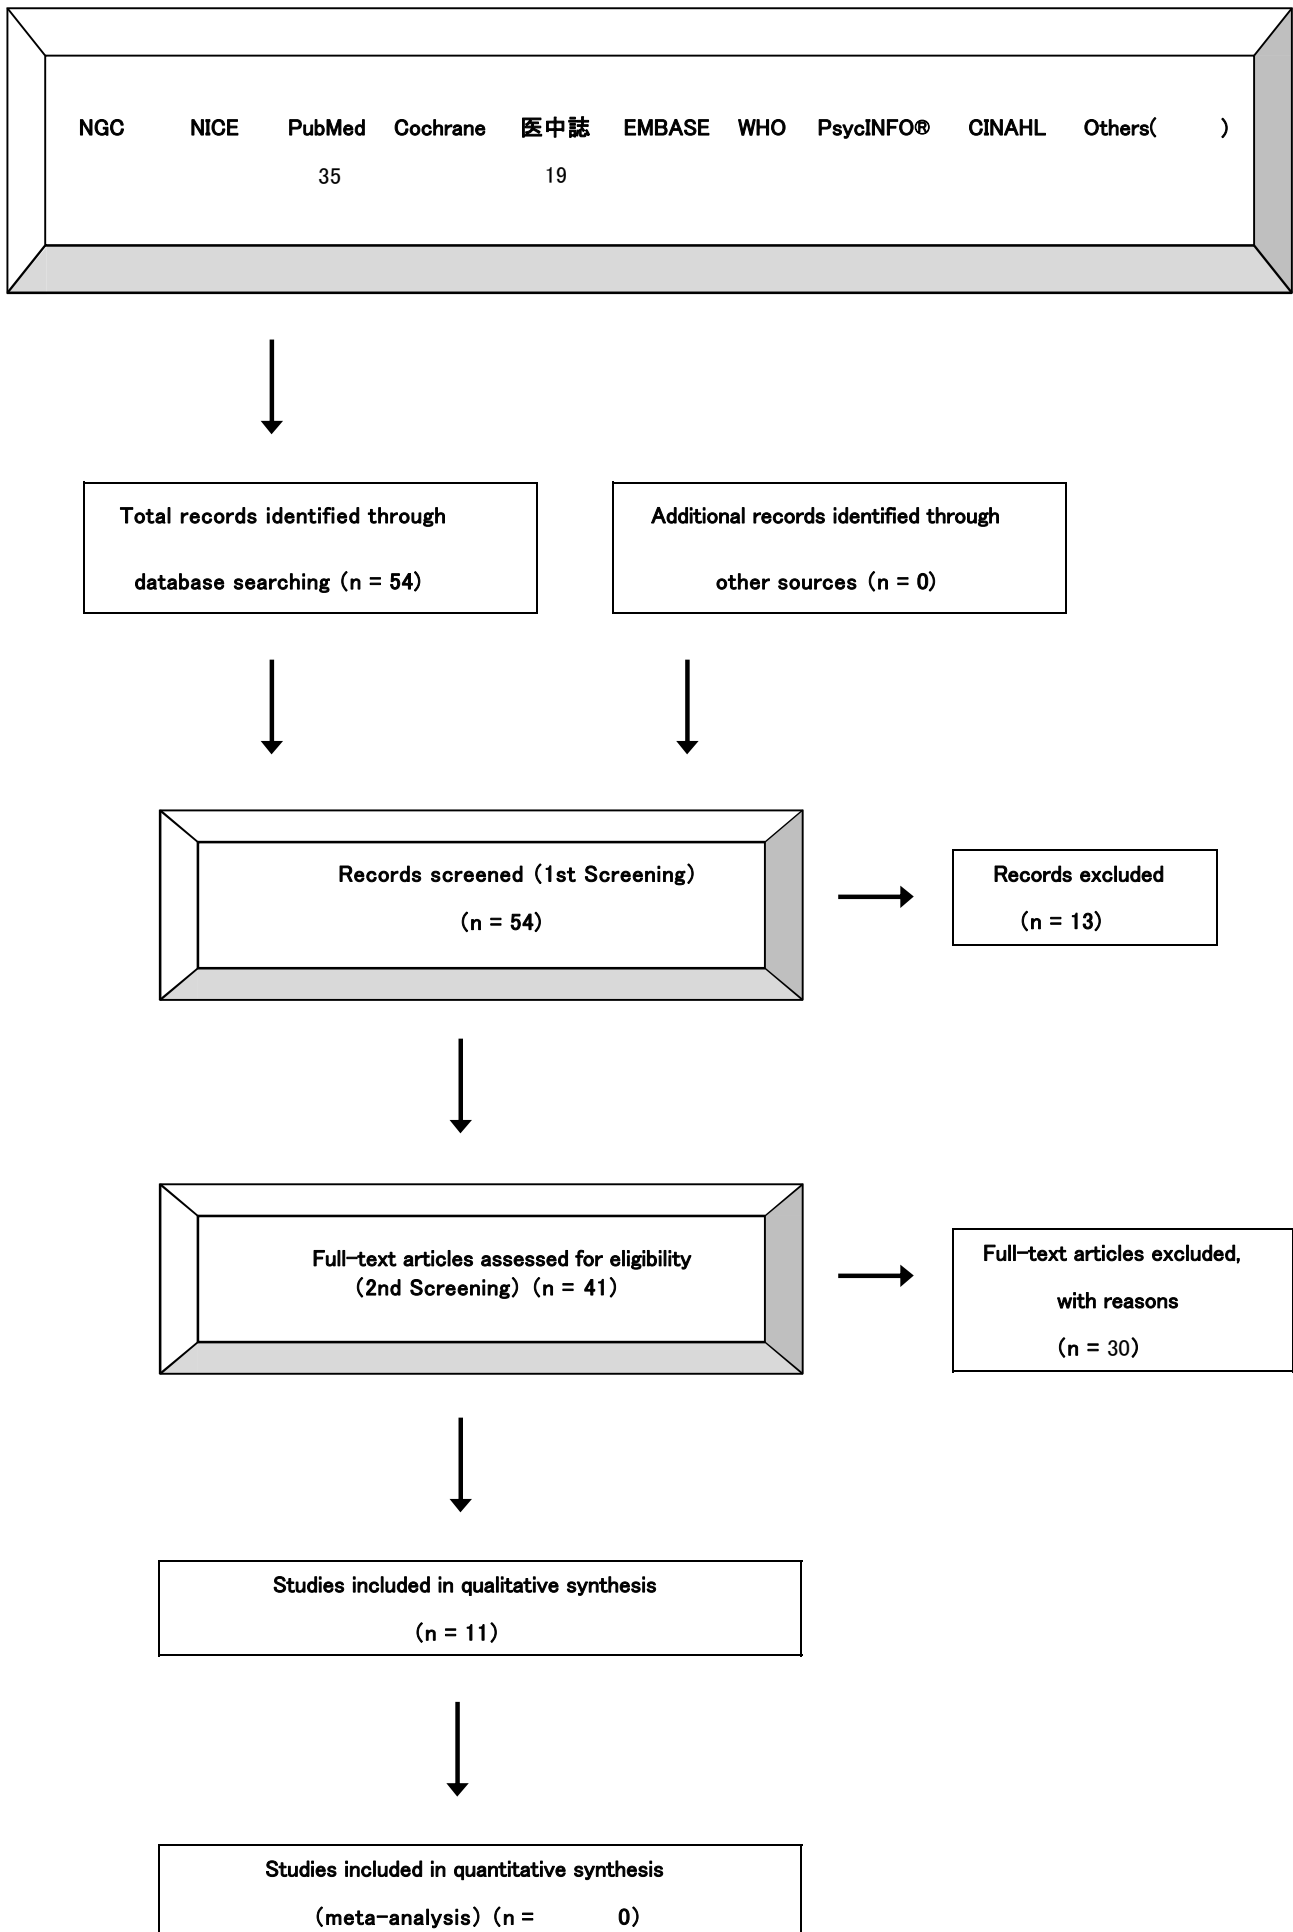 NGC NICE PubMed Cochrane 医中誌 EMBASE WHO PsycINFO® CINAHL Others( )
35 19
Total records identified through
database searching (n = 54)
Additional records identified through
other sources (n = 0)
Records screened (1st Screening)
(n = 54)
Records excluded
(n = 13)
Full-text articles assessed for eligibility
(2nd Screening) (n = 41)
Full-text articles excluded,
with reasons
(n = 30)
Studies included in qualitative synthesis
(n = 11)
Studies included in quantitative synthesis
(meta-analysis) (n = 0)